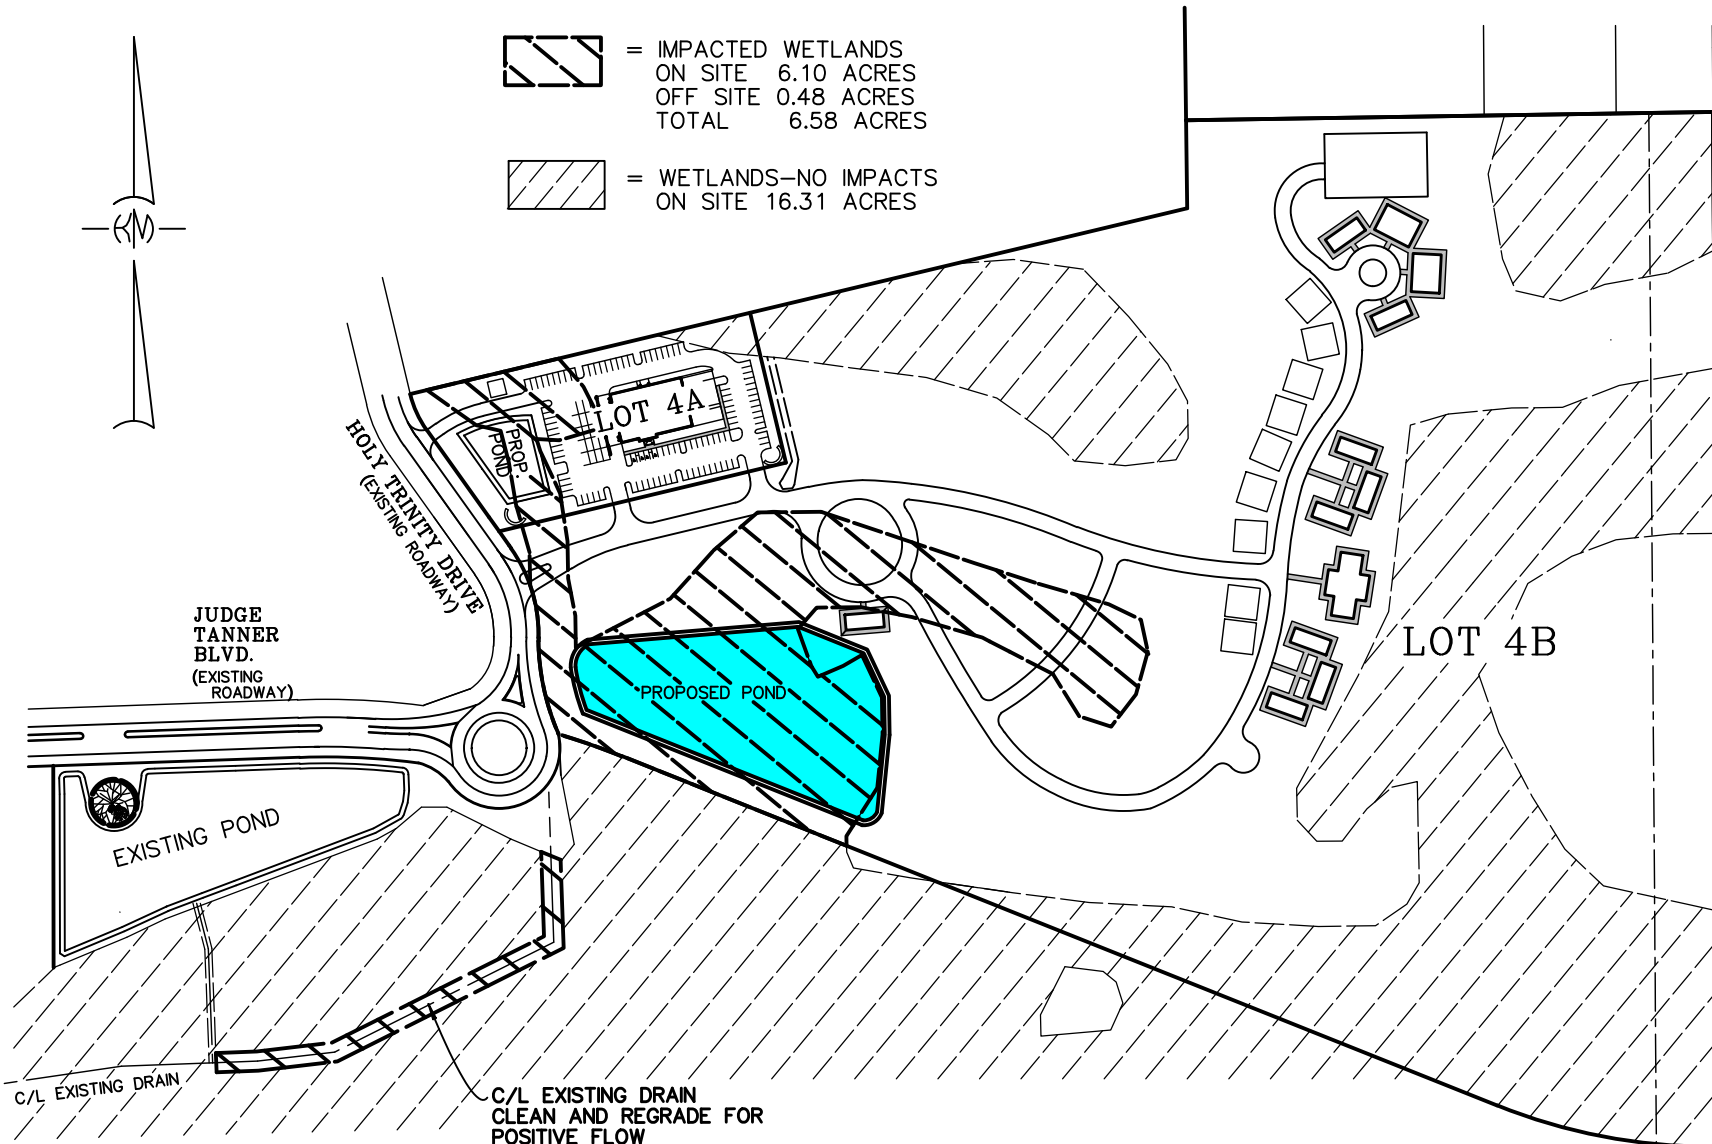 = IMPACTED WETLANDS
ON SITE 6.10 ACRES
OFF SITE 0.48 ACRES
TOTAL 6.58 ACRES
= WETLANDS-NO IMPACTS
ON SITE 16.31 ACRES
KM
LOT 4A
PROP.
POND
HOLY TRINITY DRIVE
(EXISTING ROADWAY)
JUDGE
TANNER
BLVD.
(EXISTING
ROADWAY)
LOT 4B
PROPOSED POND
EXISTING POND
C/L EXISTING DRAIN
C/L EXISTING DRAIN
CLEAN AND REGRADE FOR
POSITIVE FLOW